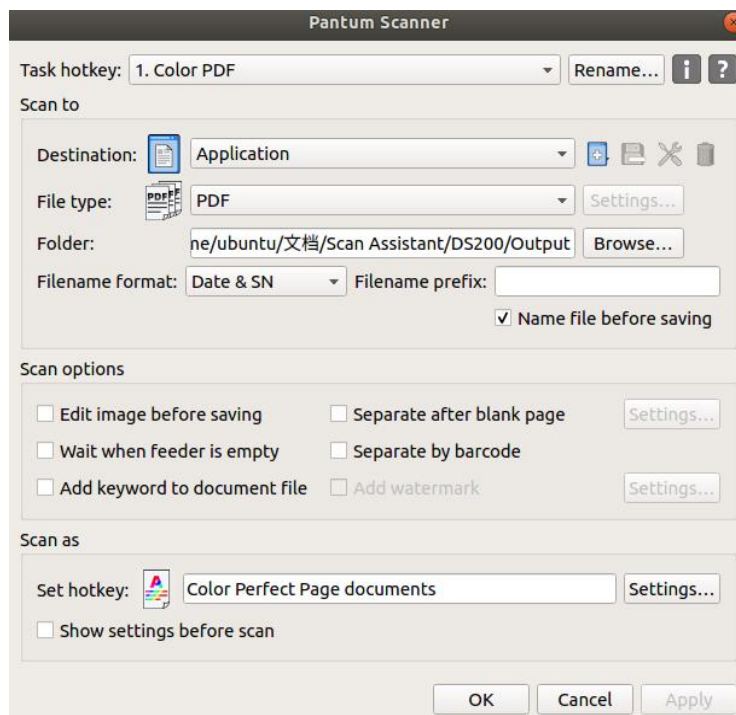 Pantum Scanner
Task hotkey: 1. Color PDF Rename... i ?
Scan to
Destination: Application
File type: PDF PDF Settings...
Folder: ne/ubuntu/文档/Scan Assistant/DS200/Output Browse...
Filename format: Date & SN Filename prefix:
Name file before saving
Scan options
Edit image before saving Separate after blank page Settings...
Wait when feeder is empty Separate by barcode
Add keyword to document file Add watermark Settings...
Scan as
Set hotkey: A Color Perfect Page documents Settings...
Show settings before scan
OK Cancel Apply